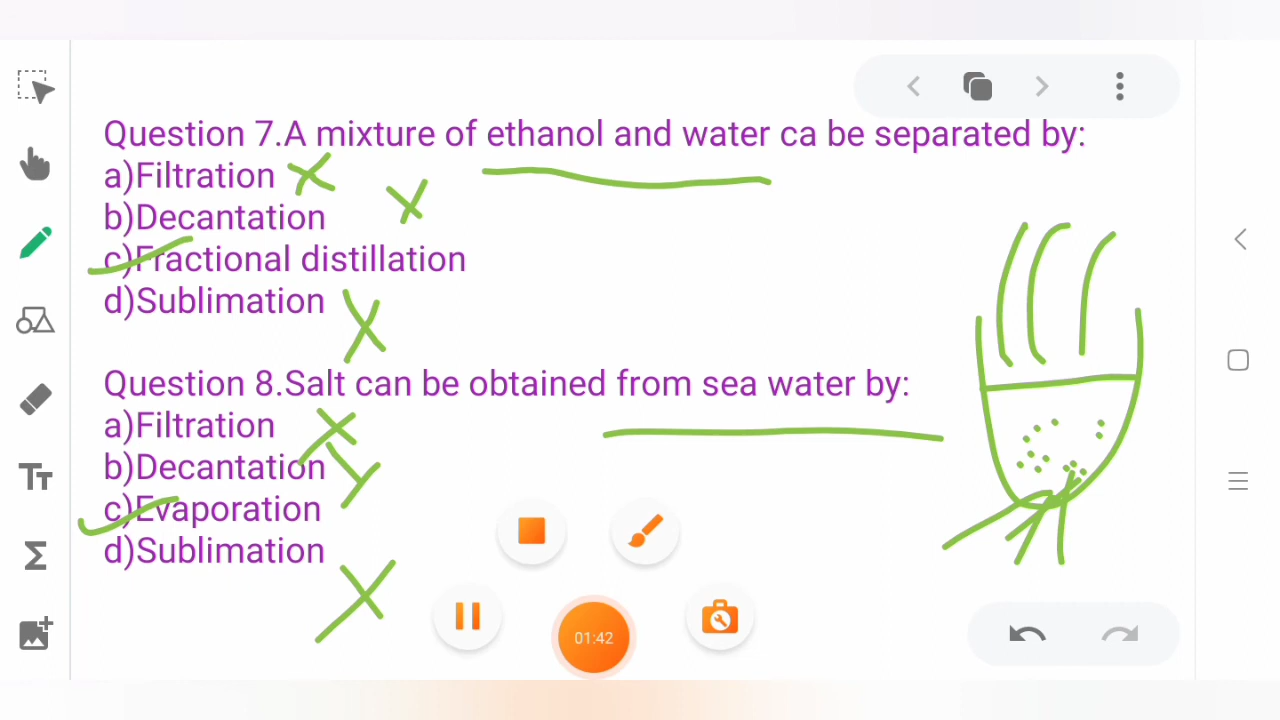 Question 7.A mixture of ethanol and water ca be separated by:
a)Filtration
b)Decantation
c)Fractional distillation
d)Sublimation
Question 8.Salt can be obtained from sea water by:
a)Filtration
b)Decantation
c)Evaporation
d)Sublimation
01:42